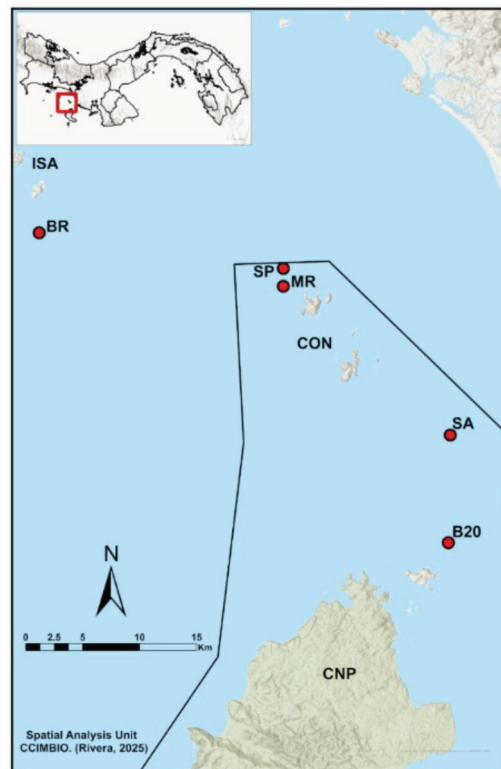 ISA
BR
SP
MR
CON
SA
B20
N
0 2.5 5 10 15
Km
CNP
Spatial Analysis Unit
CCIMBIO. (Rivera, 2025)